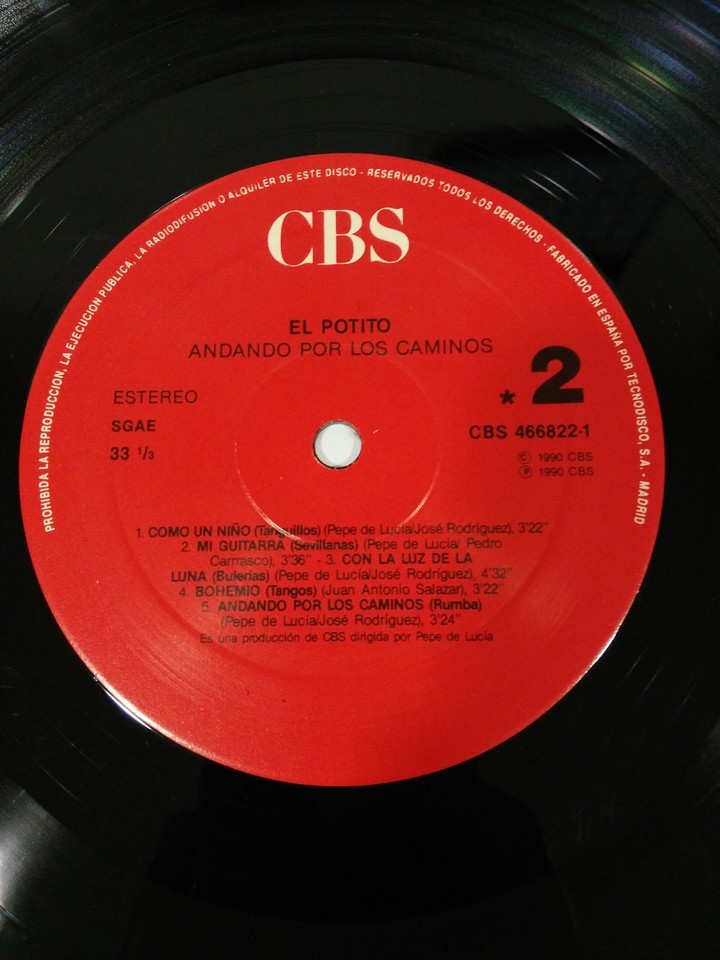 PROHIBIDA LA REPRODUCCION, LA EJECUCION PUBLICA, LA RADIODIFUSION O ALQUILER DE ESTE DISCO · RESERVADOS TODOS LOS DERECHOS · FABRICADO EN ESPAÑA POR TECNODISCO, S.A. · MADRID
CBS
EL POTITO
ANDANDO POR LOS CAMINOS
* 2
ESTEREO
SGAE
CBS 466822-1
33 1/3
© 1990 CBS
℗ 1990 CBS
1. COMO UN NIÑO (Tanguillos) (Pepe de Lucía/José Rodríguez), 3'22"
2. MI GUITARRA (Sevillanas) (Pepe de Lucía/ Pedro
Carrrasco), 3'36" - 3. CON LA LUZ DE LA
LUNA (Bulerías) (Pepe de Lucía/José Rodríguez), 4'32"
4. BOHEMIO (Tangos) (Juan Antonio Salazar), 3'22"
5. ANDANDO POR LOS CAMINOS (Rumba)
(Pepe de Lucía/José Rodríguez), 3'24"
Es una producción de CBS dirigida por Pepe de Lucía